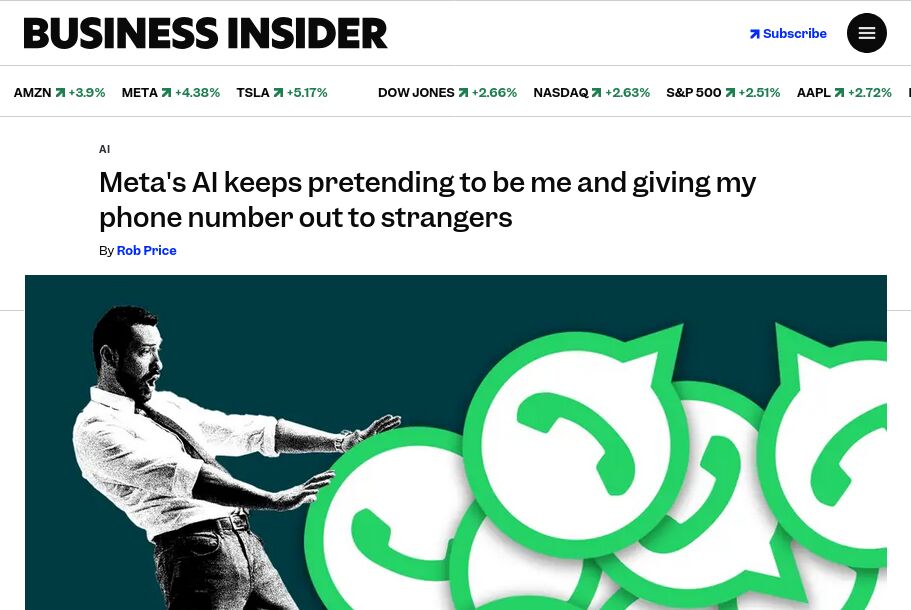 BUSINESS INSIDER
Subscribe
AMZN +3.9% META +4.38% TSLA +5.17% DOW JONES +2.66% NASDAQ +2.63% S&P 500 +2.51% AAPL +2.72%
AI
Meta's AI keeps pretending to be me and giving my
phone number out to strangers
By Rob Price